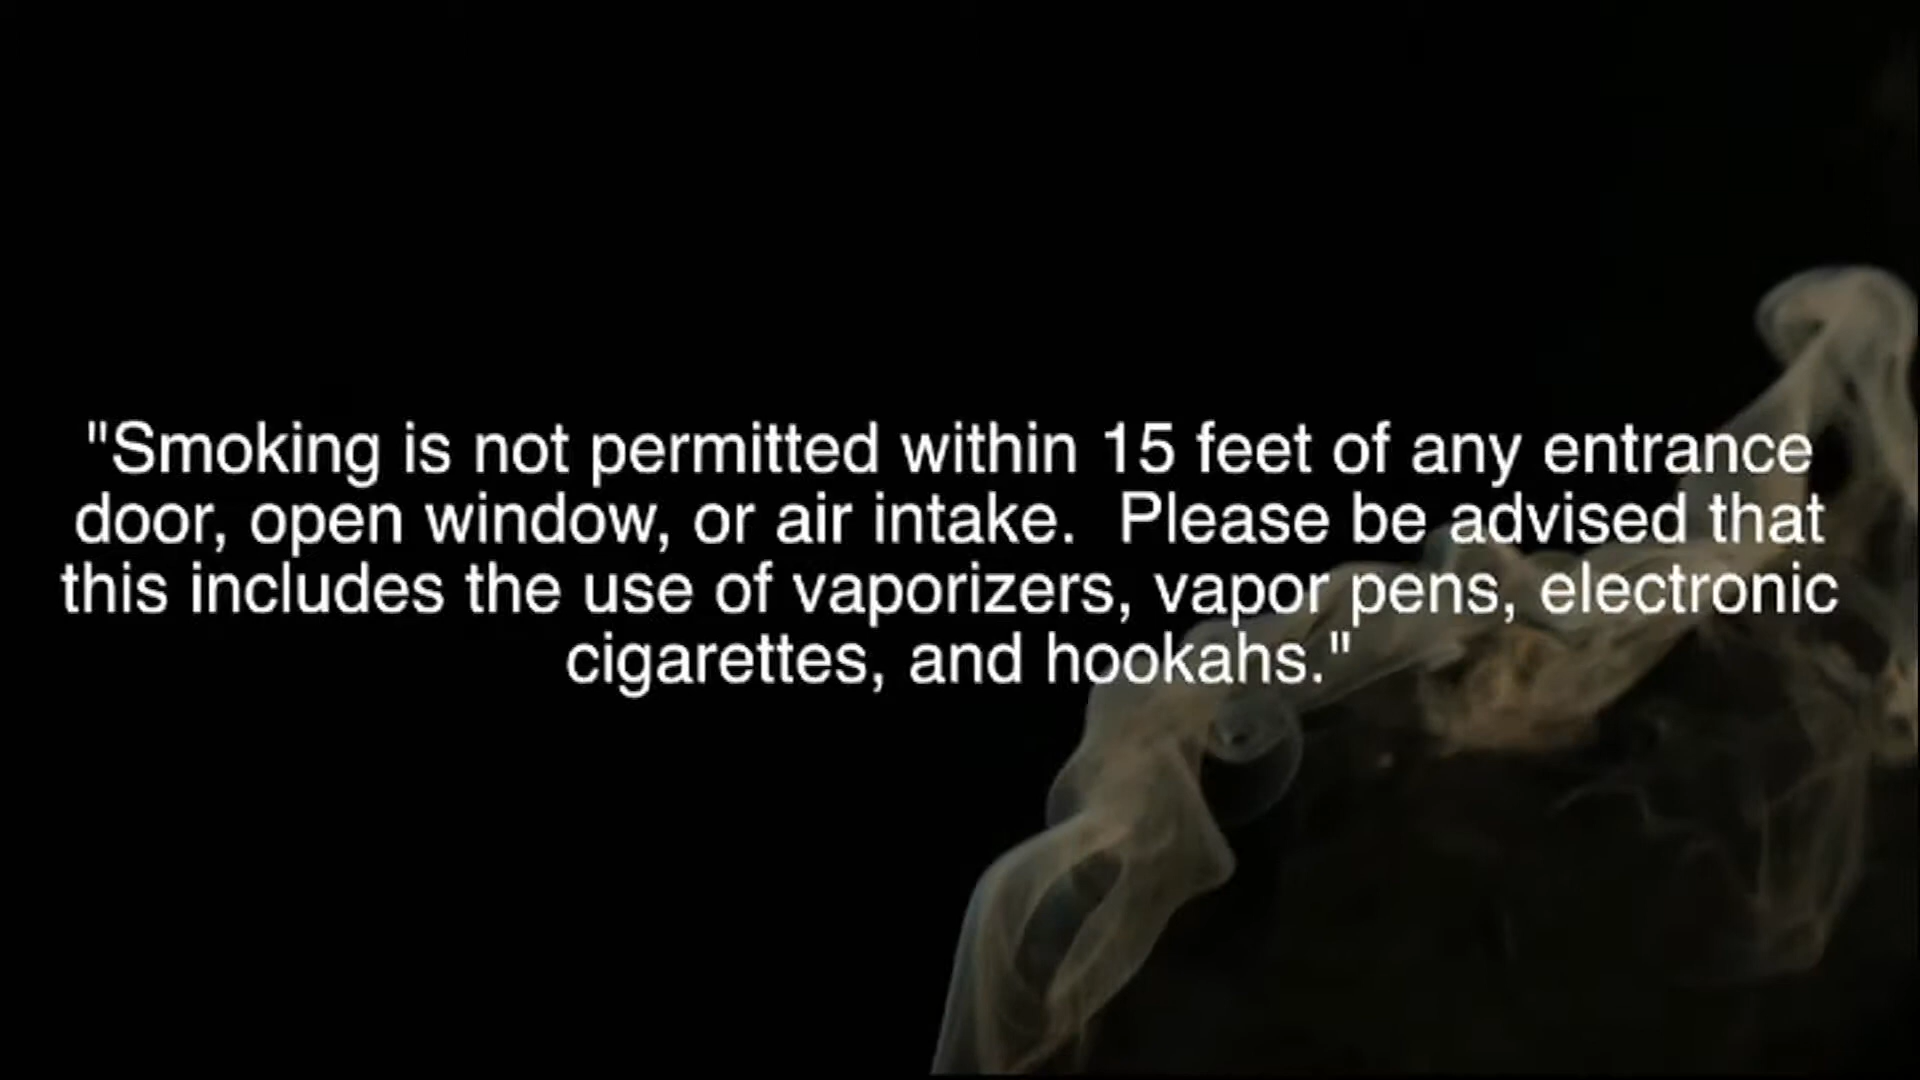 "Smoking is not permitted within 15 feet of any entrance
door, open window, or air intake.  Please be advised that
this includes the use of vaporizers, vapor pens, electronic
cigarettes, and hookahs."